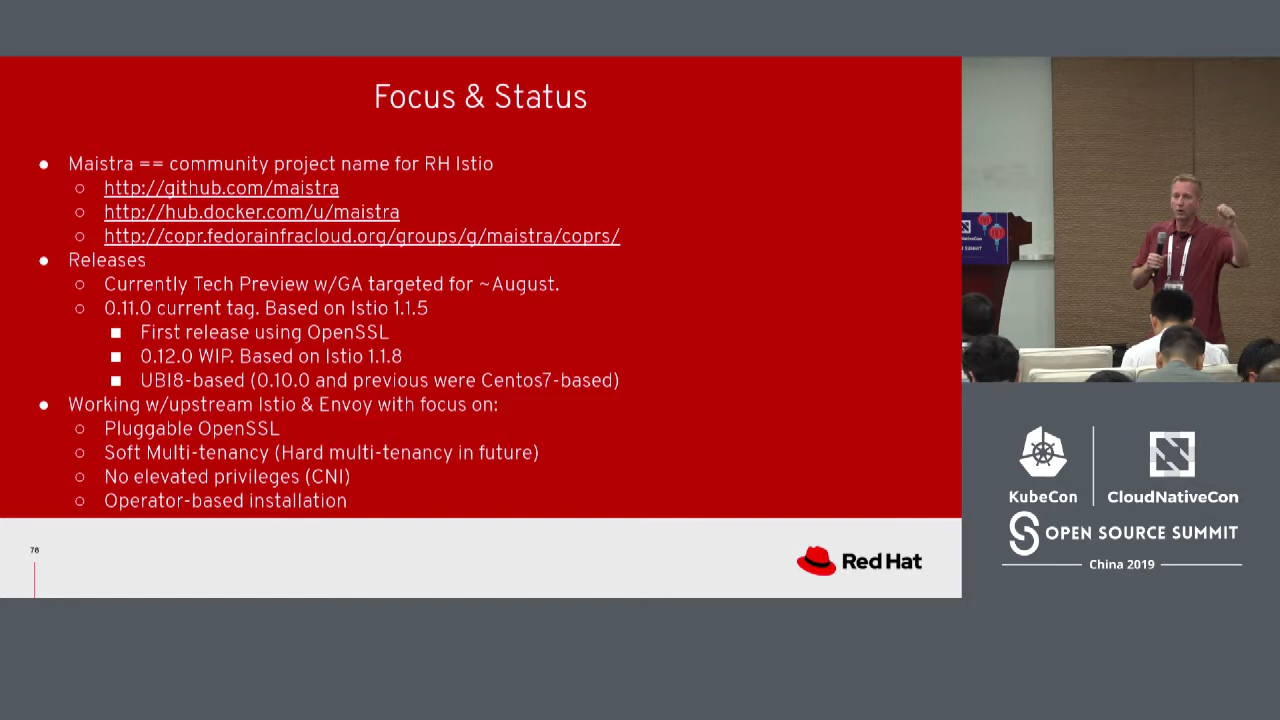 Focus & Status
● Maistra == community project name for RH Istio
○ http://github.com/maistra
○ http://hub.docker.com/u/maistra
○ http://copr.fedorainfracloud.org/groups/g/maistra/coprs/
● Releases
○ Currently Tech Preview w/GA targeted for ~August.
○ 0.11.0 current tag. Based on Istio 1.1.5
■ First release using OpenSSL
■ 0.12.0 WIP. Based on Istio 1.1.8
■ UBI8-based (0.10.0 and previous were Centos7-based)
● Working w/upstream Istio & Envoy with focus on:
○ Pluggable OpenSSL
○ Soft Multi-tenancy (Hard multi-tenancy in future)
○ No elevated privileges (CNI)
○ Operator-based installation
76
Red Hat
KubeCon
CloudNativeCon
OPEN SOURCE SUMMIT
China 2019